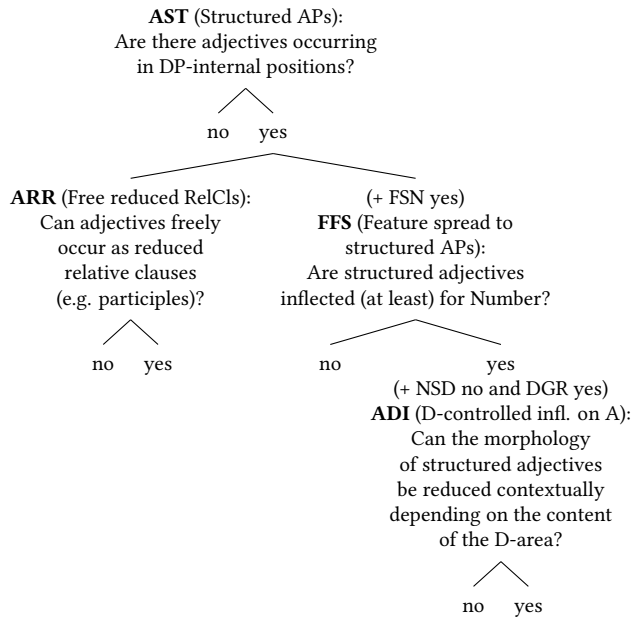 AST (Structured APs):
Are there adjectives occurring
in DP-internal positions?
no yes
ARR (Free reduced RelCls):
Can adjectives freely
occur as reduced
relative clauses
(e.g. participles)?
no yes
(+ FSN yes)
FFS (Feature spread to
structured APs):
Are structured adjectives
inflected (at least) for Number?
no yes
(+ NSD no and DGR yes)
ADI (D-controlled infl. on A):
Can the morphology
of structured adjectives
be reduced contextually
depending on the content
of the D-area?
no yes